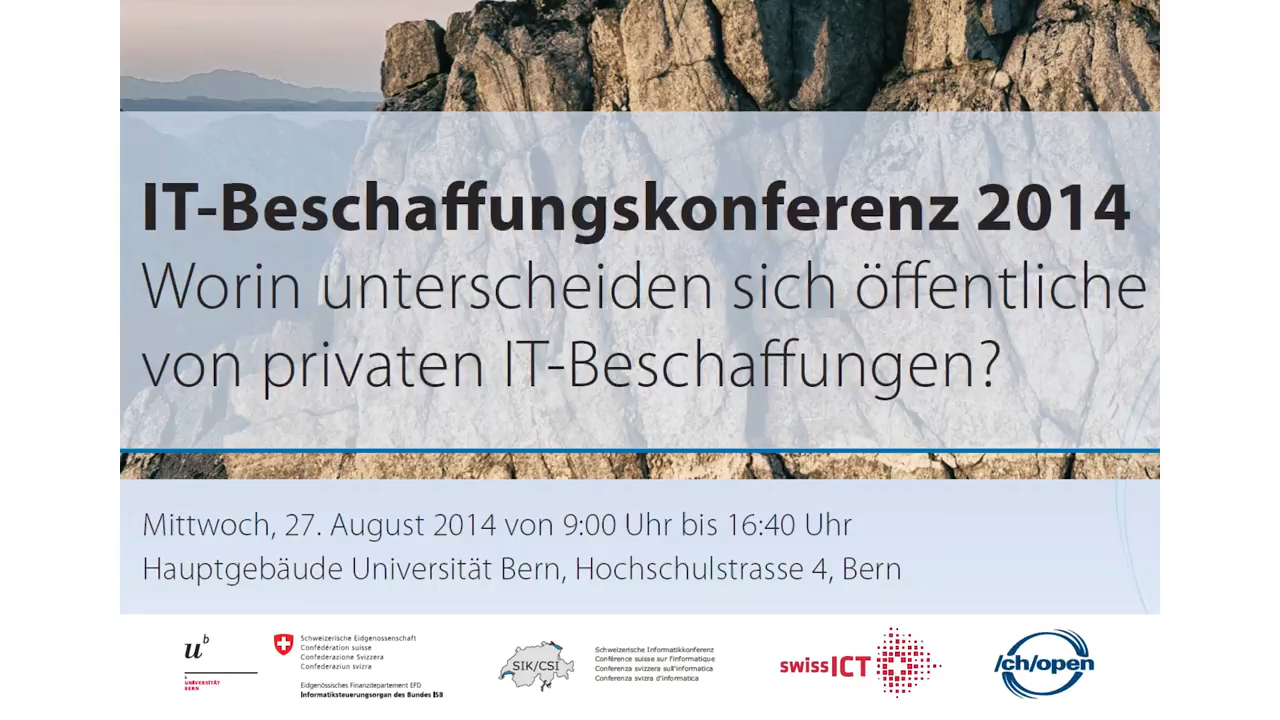 IT-Beschaffungskonferenz 2014
Worin unterscheiden sich öffentliche
von privaten IT-Beschaffungen?
Mittwoch, 27. August 2014 von 9:00 Uhr bis 16:40 Uhr
Hauptgebäude Universität Bern, Hochschulstrasse 4, Bern
u b
b
UNIVERSITÄT
BERN
Schweizerische Eidgenossenschaft
Confédération suisse
Confederazione Svizzera
Confederaziun svizra
Eidgenössisches Finanzdepartement EFD
Informatiksteuerungsorgan des Bundes ISB
SIK/CSI
Schweizerische Informatikkonferenz
Conférence suisse sur l'informatique
Conferenza svizzera sull'informatica
Conferenza svizra d'informatica
swissICT
/ch/open